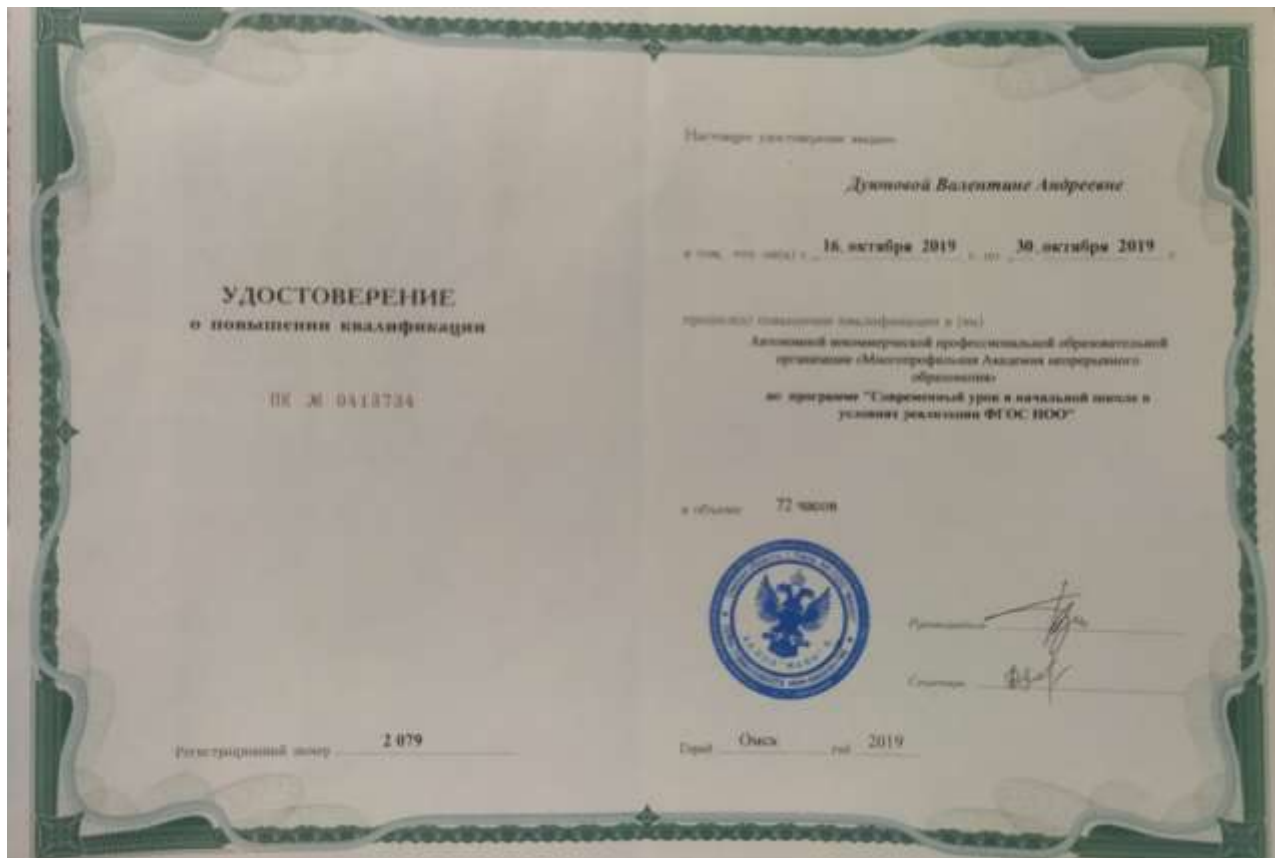 УДОСТОВЕРЕНИЕ
о повышении квалификации
ПК № 0413734
Регистрационный номер 2 079
Настоящее удостоверение выдано
Валентине Андреевне
в том, что он(а) с 16. октября 2019 г. по 30. октября 2019 г.
прошел(а) повышение квалификации в (на)
Автономной некоммерческой профессиональной образовательной
организации «Многопрофильная Академия непрерывного
образования»
по программе "Современный урок в начальной школе в
условиях реализации ФГОС НОО"
в объеме 72 часов
Руководитель
Секретарь
Город Омск год 2019